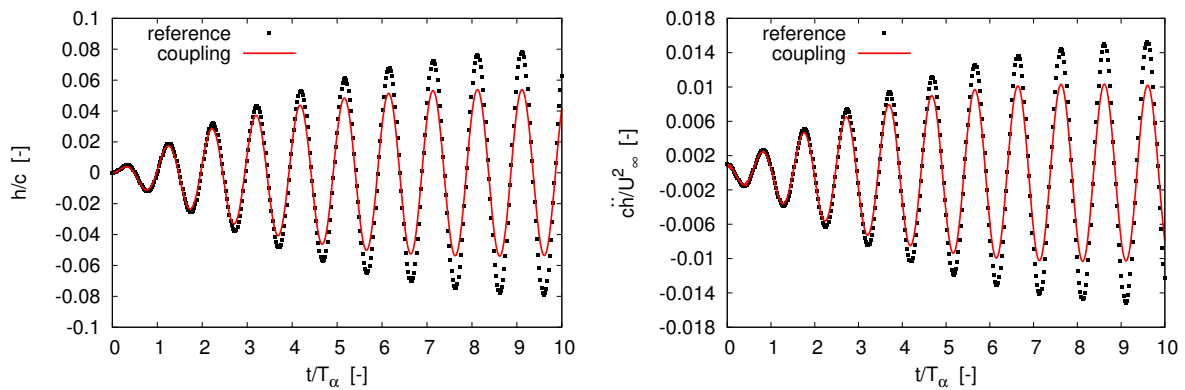 reference
coupling
0.1
0.08
0.06
0.04
0.02
0
-0.02
-0.04
-0.06
-0.08
-0.1
h/c [-]
0 1 2 3 4 5 6 7 8 9 10
t/Tα [-]
reference
coupling
0.018
0.014
0.010
0.006
0.002
-0.002
-0.006
-0.01
-0.014
-0.018
cḧ/U²∞ [-]
0 1 2 3 4 5 6 7 8 9 10
t/Tα [-]